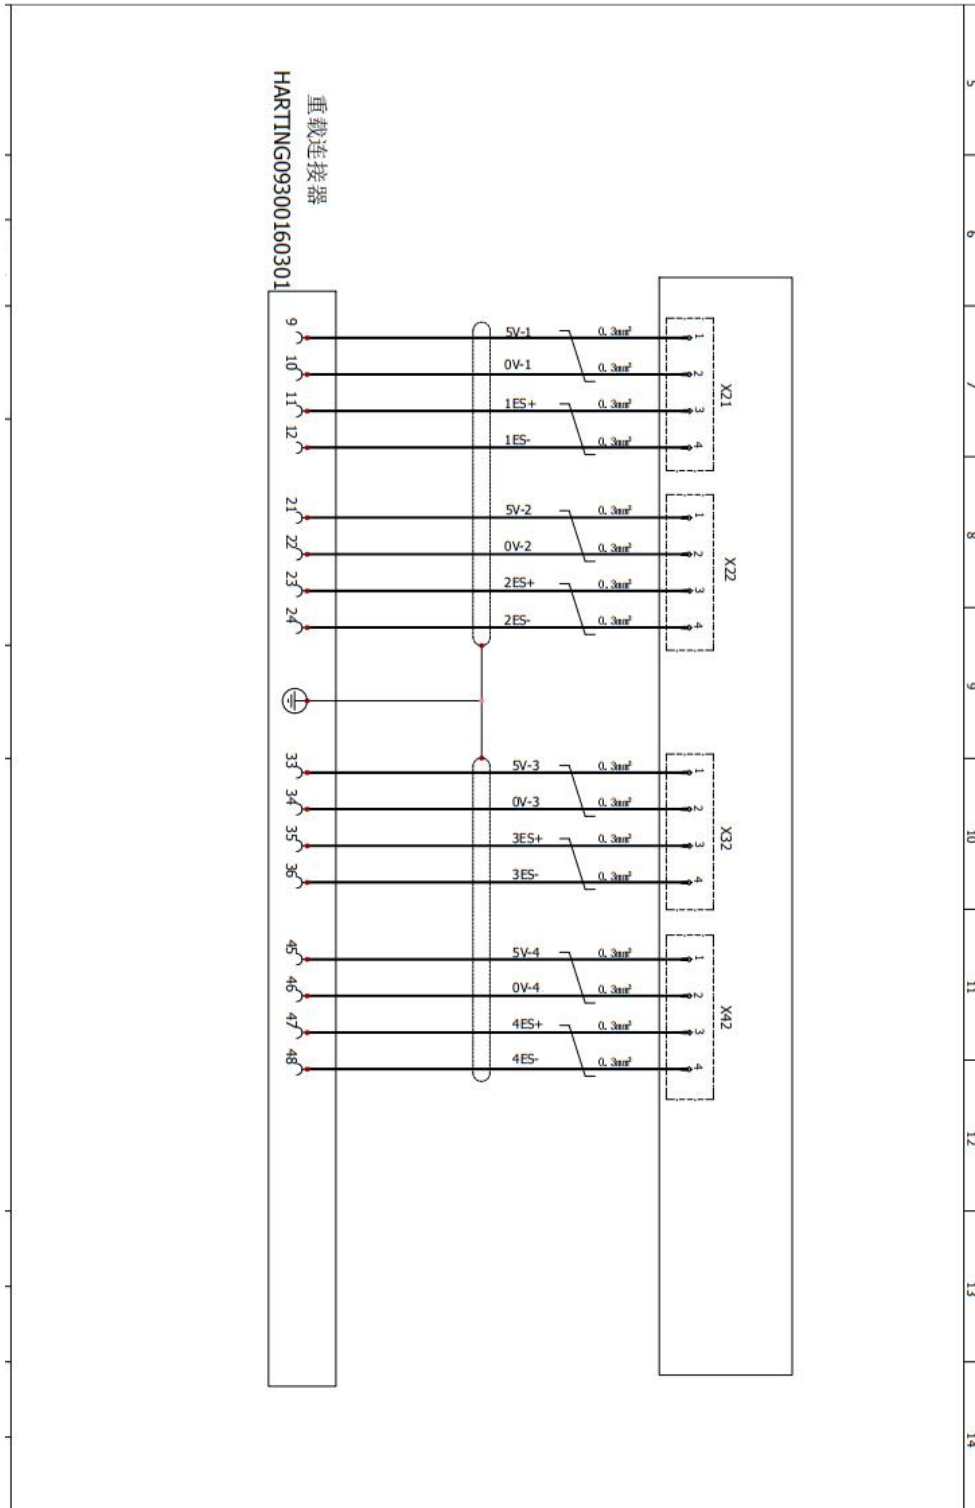 重载连接器
HARTING09300160301
9 5V-1 0.3mm² 1
10 0V-1 0.3mm² 2
11 1ES+ 0.3mm² 3
12 1ES- 0.3mm² 4
X21
21 5V-2 0.3mm² 1
22 0V-2 0.3mm² 2
23 2ES+ 0.3mm² 3
24 2ES- 0.3mm² 4
X22
33 5V-3 0.3mm² 1
34 0V-3 0.3mm² 2
35 3ES+ 0.3mm² 3
36 3ES- 0.3mm² 4
X32
45 5V-4 0.3mm² 1
46 0V-4 0.3mm² 2
47 4ES+ 0.3mm² 3
48 4ES- 0.3mm² 4
X42
5
6
7
8
9
10
11
12
13
14